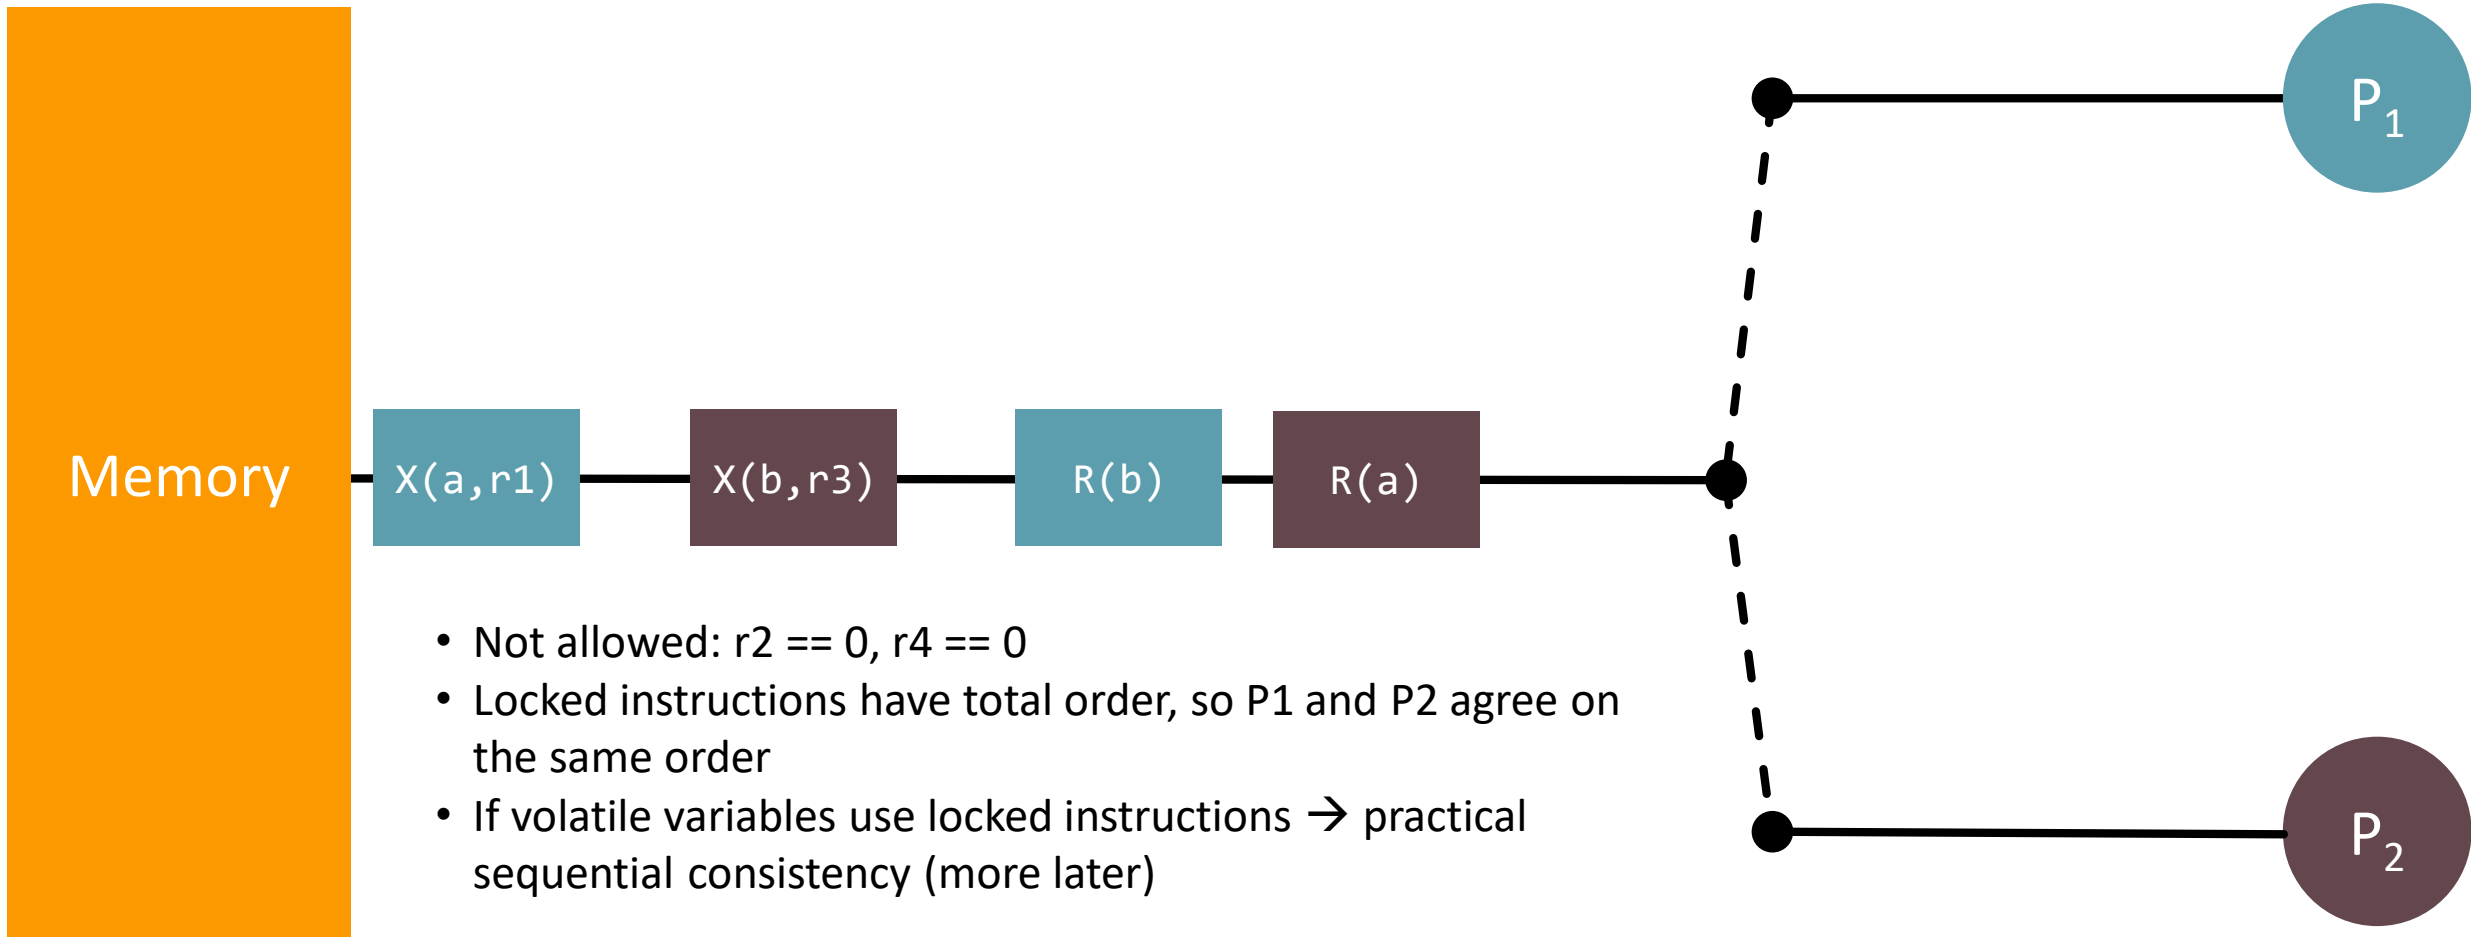 P1
Memory
X(a,r1)
X(b,r3)
R(b)
R(a)
• Not allowed: r2 == 0, r4 == 0
• Locked instructions have total order, so P1 and P2 agree on
the same order
• If volatile variables use locked instructions → practical
sequential consistency (more later)
P2